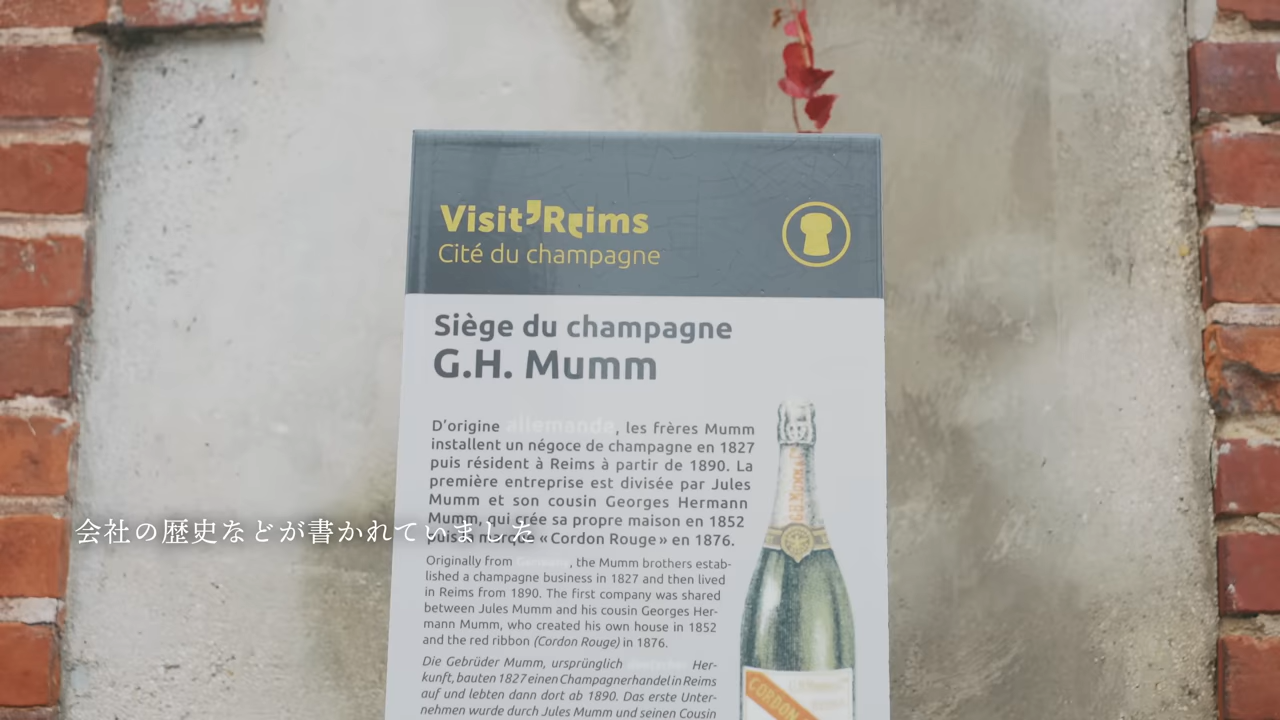 Visit'Reims
Cité du champagne
Siège du champagne
G.H. Mumm
D'origine allemande, les frères Mumm
installent un négoce de champagne en 1827
puis résident à Reims à partir de 1890. La
première entreprise est divisée par Jules
Mumm et son cousin Georges Hermann
Mumm, qui crée sa propre maison en 1852
puis la marque « Cordon Rouge » en 1876.
会社の歴史などが書かれていました
Originally from Germany, the Mumm brothers estab-
lished a champagne business in 1827 and then lived
in Reims from 1890. The first company was shared
between Jules Mumm and his cousin Georges Her-
mann Mumm, who created his own house in 1852
and the red ribbon (Cordon Rouge) in 1876.
Die Gebrüder Mumm, ursprünglich deutscher Her-
kunft, bauten 1827 einen Champagnerhandel in Reims
auf und lebten dann dort ab 1890. Das erste Unter-
nehmen wurde durch Jules Mumm und seinen Cousin
CORDON